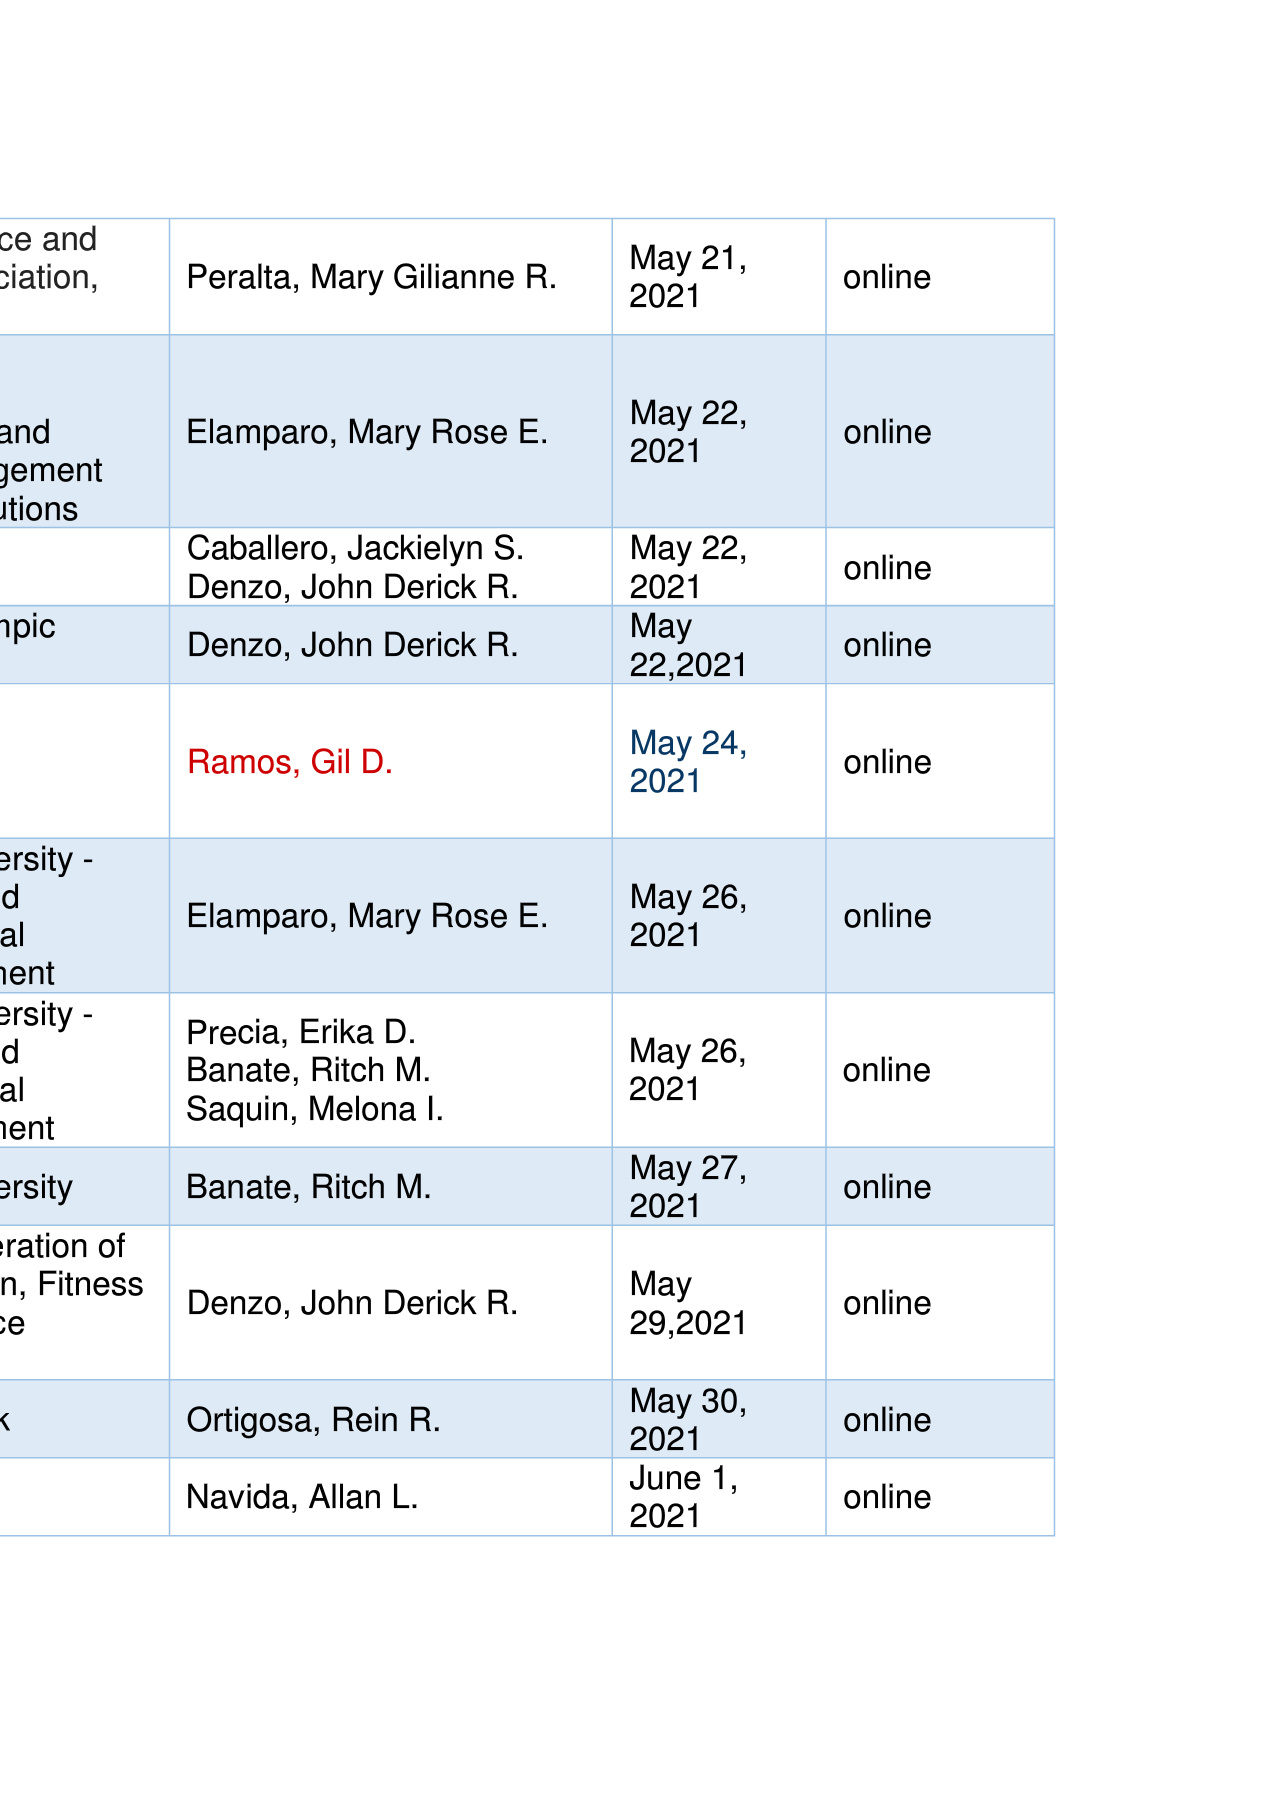 ce and
ciation,
Peralta, Mary Gilianne R.
May 21,
2021
online
and
gement
utions
Elamparo, Mary Rose E.
May 22,
2021
online
Caballero, Jackielyn S.
Denzo, John Derick R.
May 22,
2021
online
mpic
Denzo, John Derick R.
May
22,2021
online
Ramos, Gil D.
May 24,
2021
online
ersity -
d
al
ment
Elamparo, Mary Rose E.
May 26,
2021
online
ersity -
d
al
ment
Precia, Erika D.
Banate, Ritch M.
Saquin, Melona I.
May 26,
2021
online
ersity
Banate, Ritch M.
May 27,
2021
online
eration of
n, Fitness
ce
Denzo, John Derick R.
May
29,2021
online
k
Ortigosa, Rein R.
May 30,
2021
online
Navida, Allan L.
June 1,
2021
online